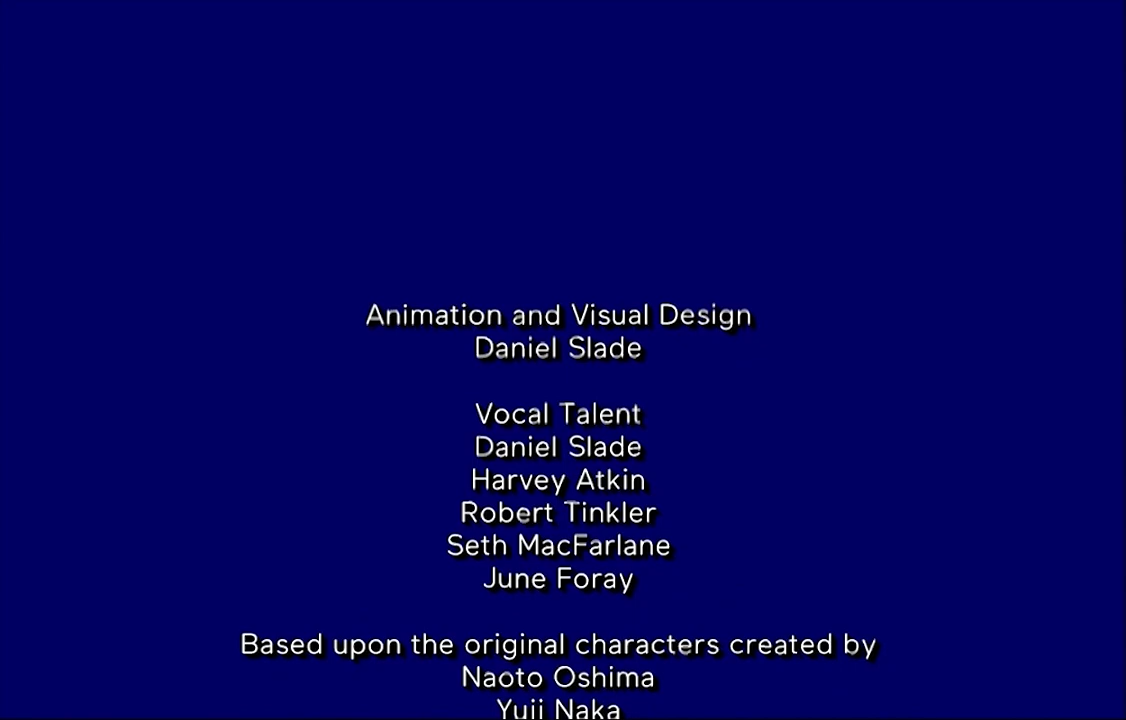 Animation and Visual Design
Daniel Slade
Vocal Talent
Daniel Slade
Harvey Atkin
Robert Tinkler
Seth MacFarlane
June Foray
Based upon the original characters created by
Naoto Oshima
Yuji Naka